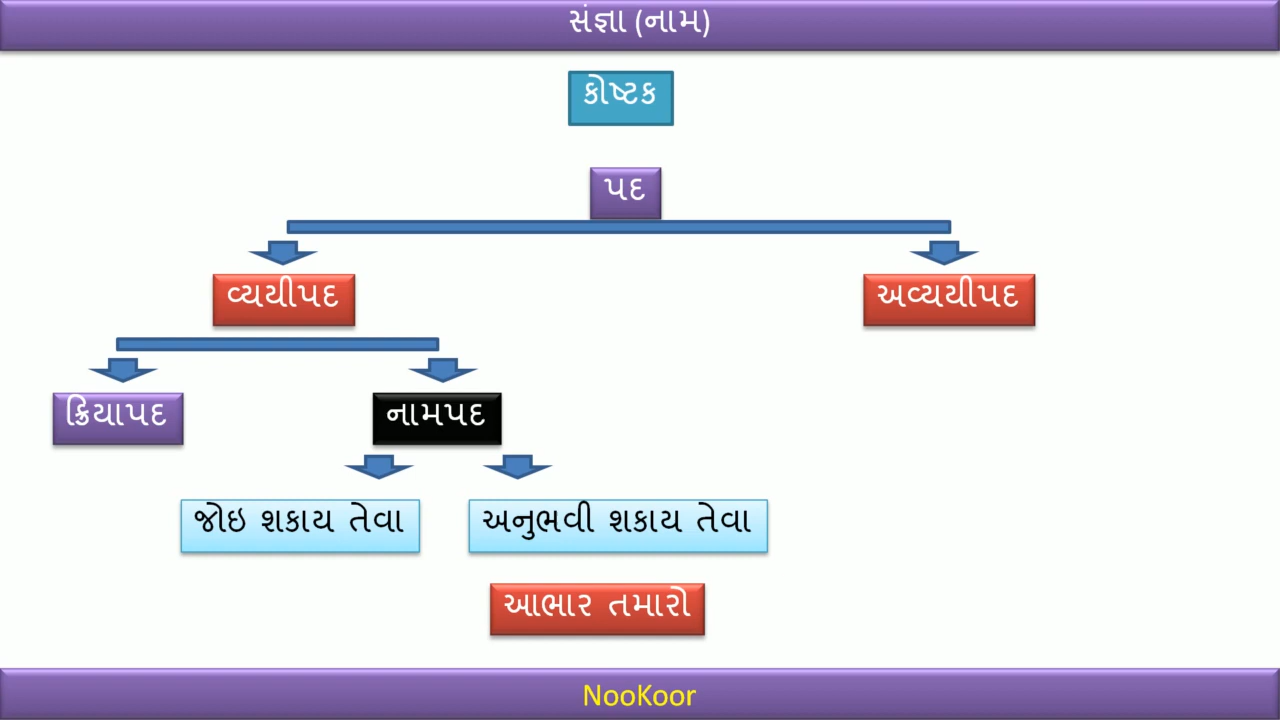 સંજ્ઞા (નામ)
કોષ્ટક
પદ
વ્યયીપદ
અવ્યયીપદ
ક્રિયાપદ
નામપદ
જોઇ શકાય તેવા
અનુભવી શકાય તેવા
આભાર તમારો
NooKoor